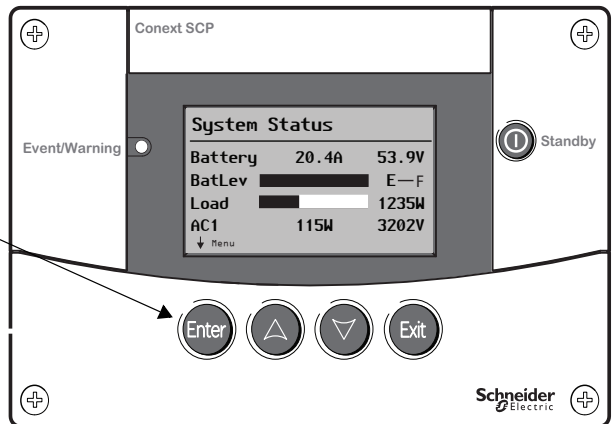 Conext SCP
Event/Warning
Standby
System Status
Battery 20.4A 53.9V
BatLev E—F
Load 1235W
AC1 115W 3202V
↓ Menu
Enter Exit
Schneider
Electric